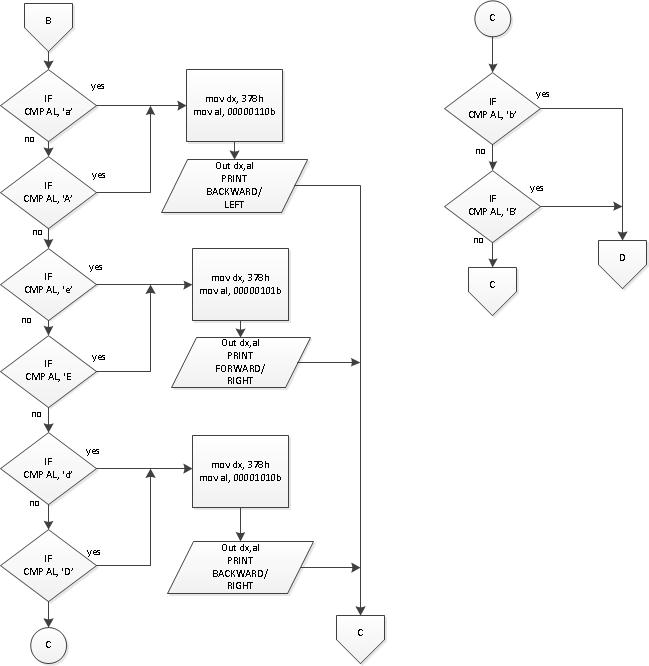 B
IF
CMP AL, 'a'
yes
no
mov dx, 378h
mov al, 00000110b
IF
CMP AL, 'A'
yes
no
Out dx,al
PRINT
BACKWARD/
LEFT
IF
CMP AL, 'e'
yes
no
mov dx, 378h
mov al, 00000101b
IF
CMP AL, 'E
yes
no
Out dx,al
PRINT
FORWARD/
RIGHT
IF
CMP AL, 'd'
yes
no
mov dx, 378h
mov al, 00001010b
IF
CMP AL, 'D'
yes
Out dx,al
PRINT
BACKWARD/
RIGHT
C
C
C
IF
CMP AL, 'b'
yes
no
IF
CMP AL, 'B'
yes
no
C
D